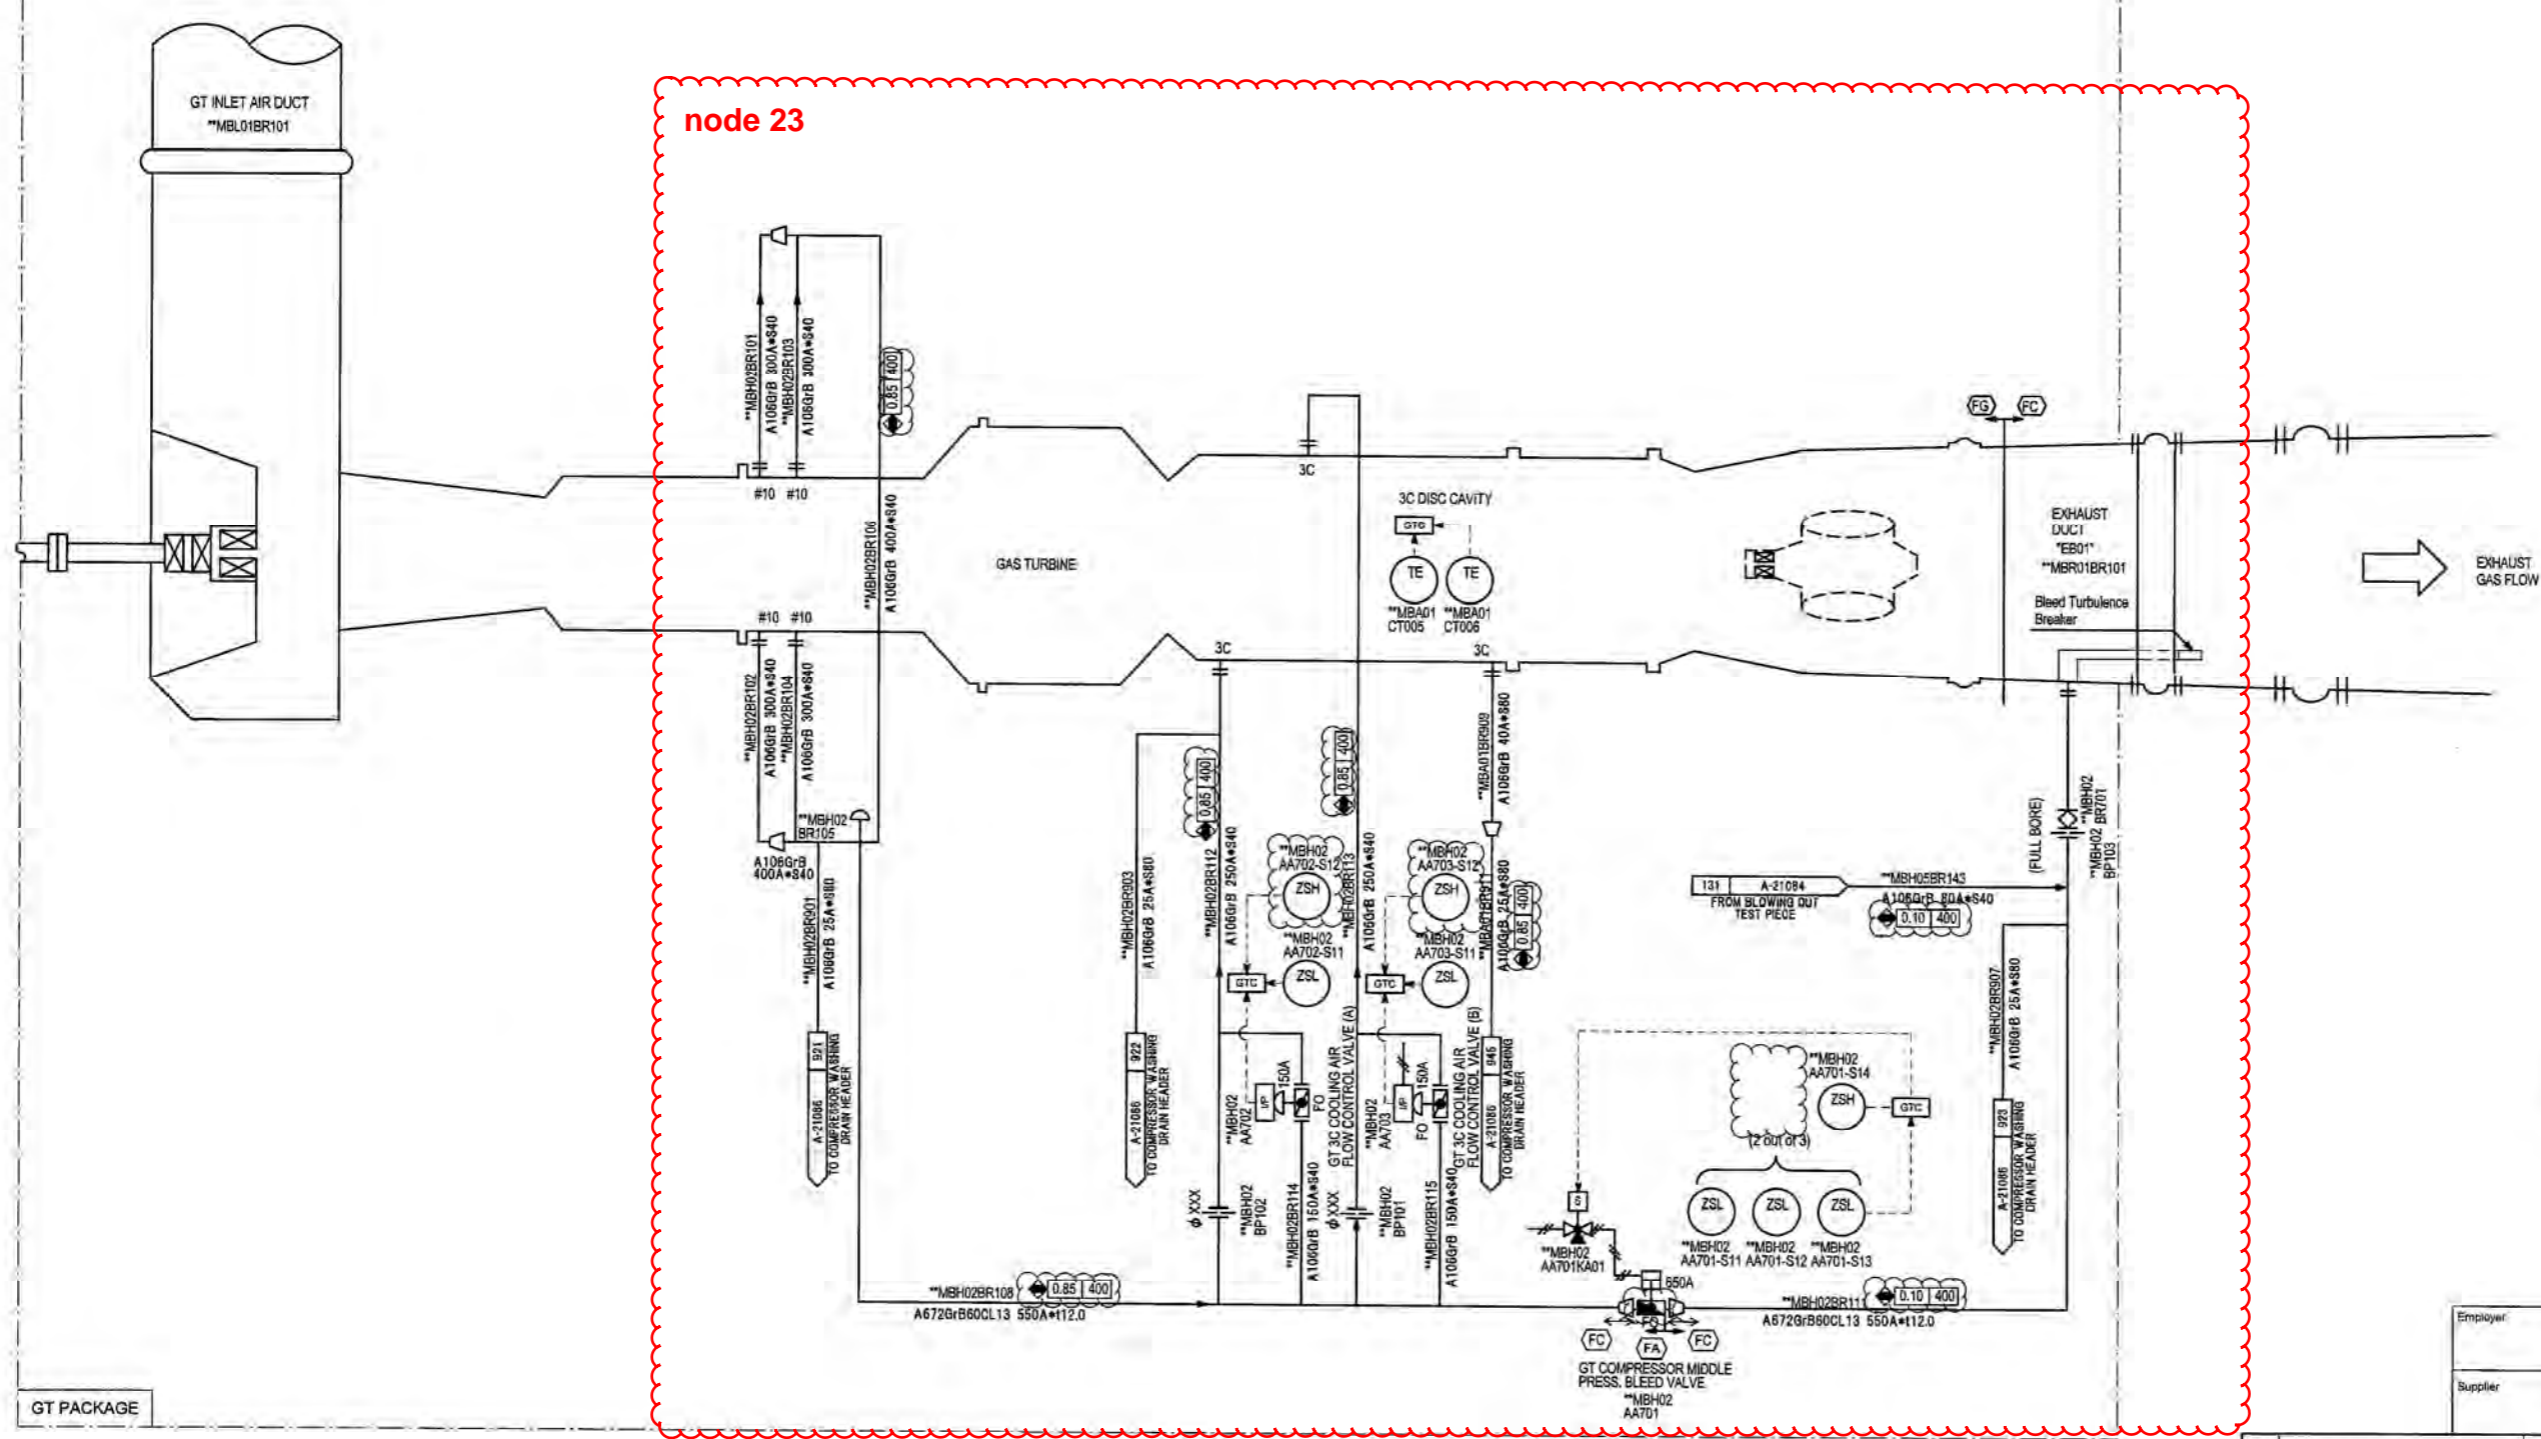 GT INLET AIR DUCT
**MBL01BR101
node 23
**MBH02BR101
A106GrB 300A*S40
**MBH02BR103
A106GrB 300A*S40
0.85 400
#10 #10
**MBH02BR106
A106GrB 400A*S40
GAS TURBINE
#10 #10
3C
3C DISC CAVITY
GTC
TE
TE
**MBA01
CT005
**MBA01
CT006
3C
3C
FG
FC
EXHAUST
DUCT
"EB01"
**MBR01BR101
Bleed Turbulence
Breaker
EXHAUST
GAS FLOW
**MBH02BR102
A106GrB 300A*S40
**MBH02BR104
A106GrB 300A*S40
**MBH02
BR105
A106GrB
400A*S40
**MBH02BR901
A106GrB 25A*S80
921
A-21086
TO COMPRESSOR WASHING
DRAIN HEADER
**MBH02BR903
A106GrB 25A*S80
922
A-21086
TO COMPRESSOR WASHING
DRAIN HEADER
0.85 400
**MBH02BR112
A106GrB 250A*S40
**MBH02
AA702-S12
ZSH
**MBH02
AA702-S11
ZSL
GTC
0.85 400
**MBH02BR113
A106GrB 250A*S40
**MBH02
AA703-S12
ZSH
**MBH02
AA703-S11
ZSL
GTC
**MBA01BR909
A106GrB 40A*S80
**MBA01BR911
A106GrB 25A*S80
0.85 400
945
A-21086
TO COMPRESSOR WASHING
DRAIN HEADER
**MBH02
AA702
I/P
150A
FO
GT 3C COOLING AIR
FLOW CONTROL VALVE (A)
**MBH02
AA703
I/P
150A
FO
GT 3C COOLING AIR
FLOW CONTROL VALVE (B)
φXXX
**MBH02
BP102
**MBH02BR114
A106GrB 150A*S40
φXXX
**MBH02
BP101
**MBH02BR115
A106GrB 150A*S40
131 A-21084
FROM BLOWING OUT
TEST PIECE
**MBH05BR143
A106GrB 80A*S40
0.10 400
(FULL BORE)
**MBH02
BR701
**MBH02
BP103
**MBH02BR907
A106GrB 25A*S80
923
A-21086
TO COMPRESSOR WASHING
DRAIN HEADER
**MBH02
AA701-S14
ZSH
GTC
(2 out of 3)
ZSL
ZSL
ZSL
**MBH02
AA701-S11
**MBH02
AA701-S12
**MBH02
AA701-S13
S
**MBH02
AA701KA01
650A
FO
**MBH02BR108
0.85 400
A672GrB60CL13 550A*t12.0
**MBH02BR111
0.10 400
A672GrB60CL13 550A*t12.0
FC
FA
FC
GT COMPRESSOR MIDDLE
PRESS. BLEED VALVE
**MBH02
AA701
GT PACKAGE
Employer
Supplier